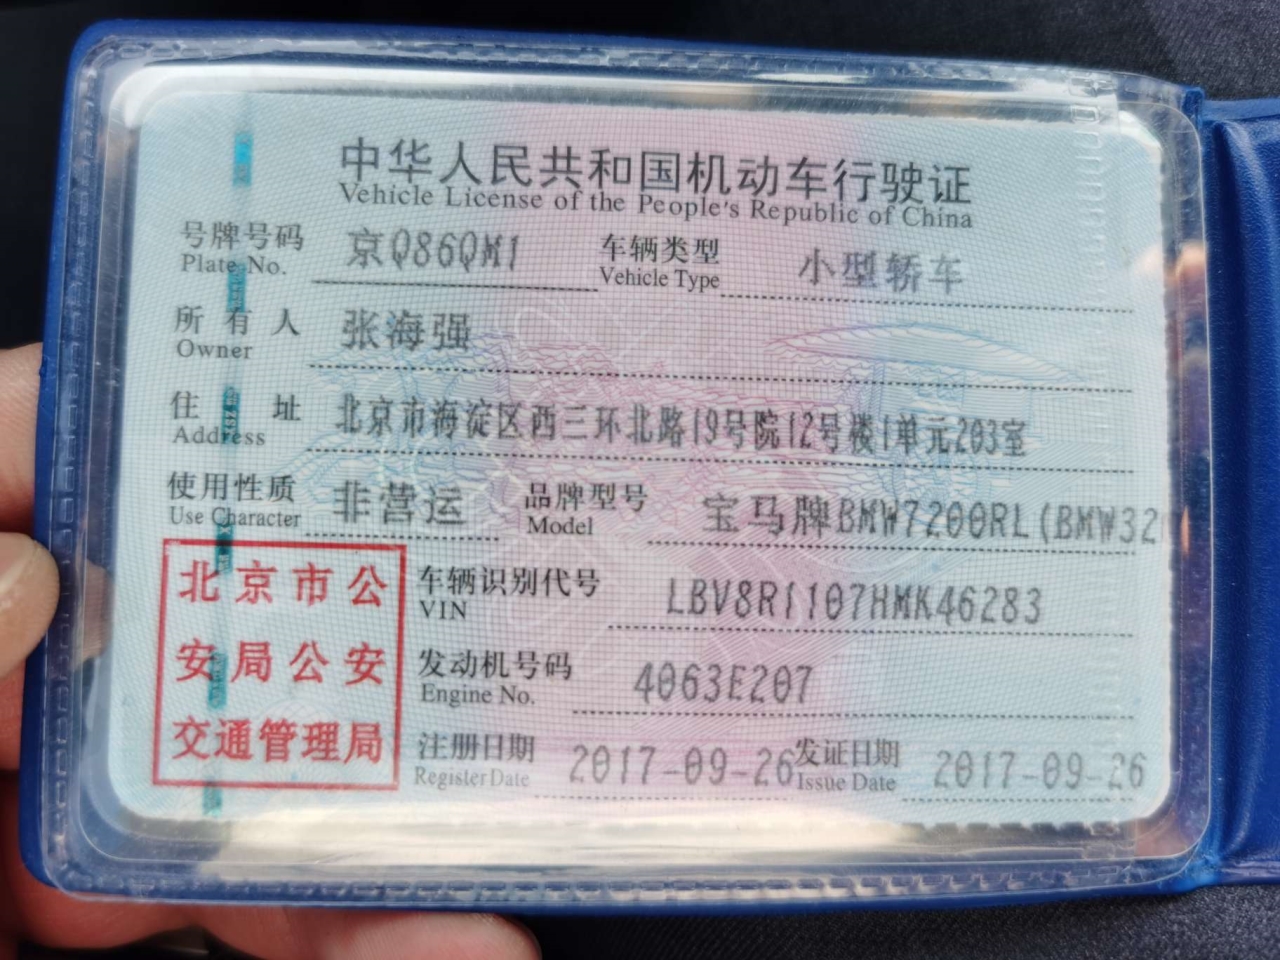 中华人民共和国机动车行驶证
Vehicle License of the People's Republic of China
号牌号码 京Q86QM1 车辆类型 小型轿车
Plate No. Vehicle Type
所有人 张海强
Owner
住址 北京市海淀区西三环北路19号院12号楼1单元203室
Address
使用性质 非营运 品牌型号 宝马牌BMW7200RL(BMW32
Use Character Model
北京市公
安局公安
交通管理局
车辆识别代号 LBV8R1107HMK46283
VIN
发动机号码 4063E207
Engine No.
注册日期 2017-09-26 发证日期 2017-09-26
Register Date Issue Date